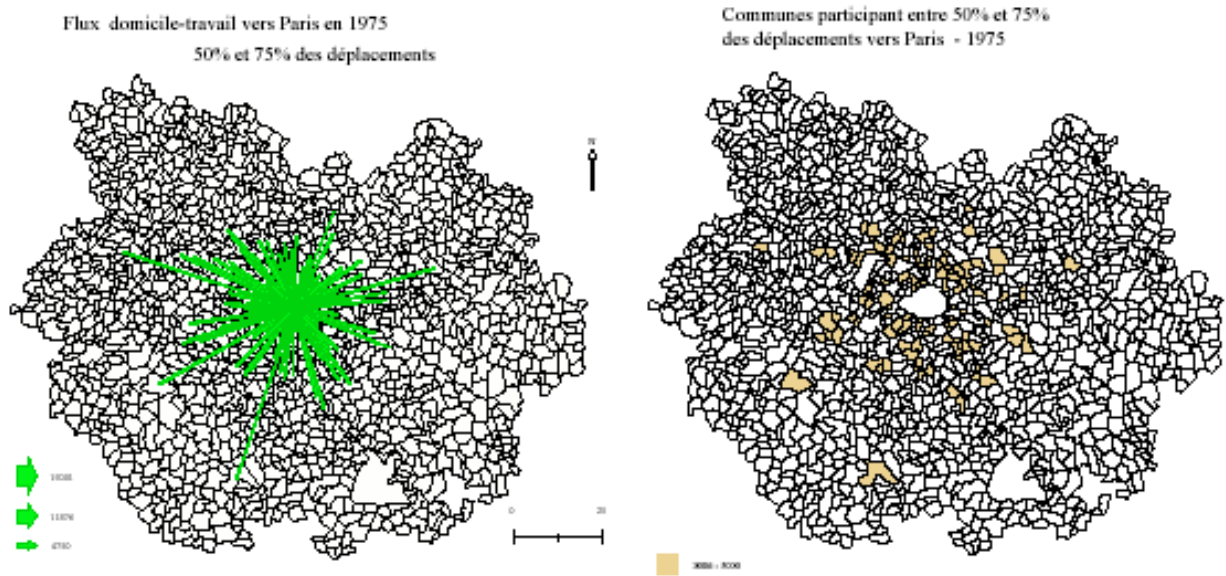 Flux domicile-travail vers Paris en 1975
50% et 75% des déplacements
Communes participant entre 50% et 75%
des déplacements vers Paris - 1975
N
0